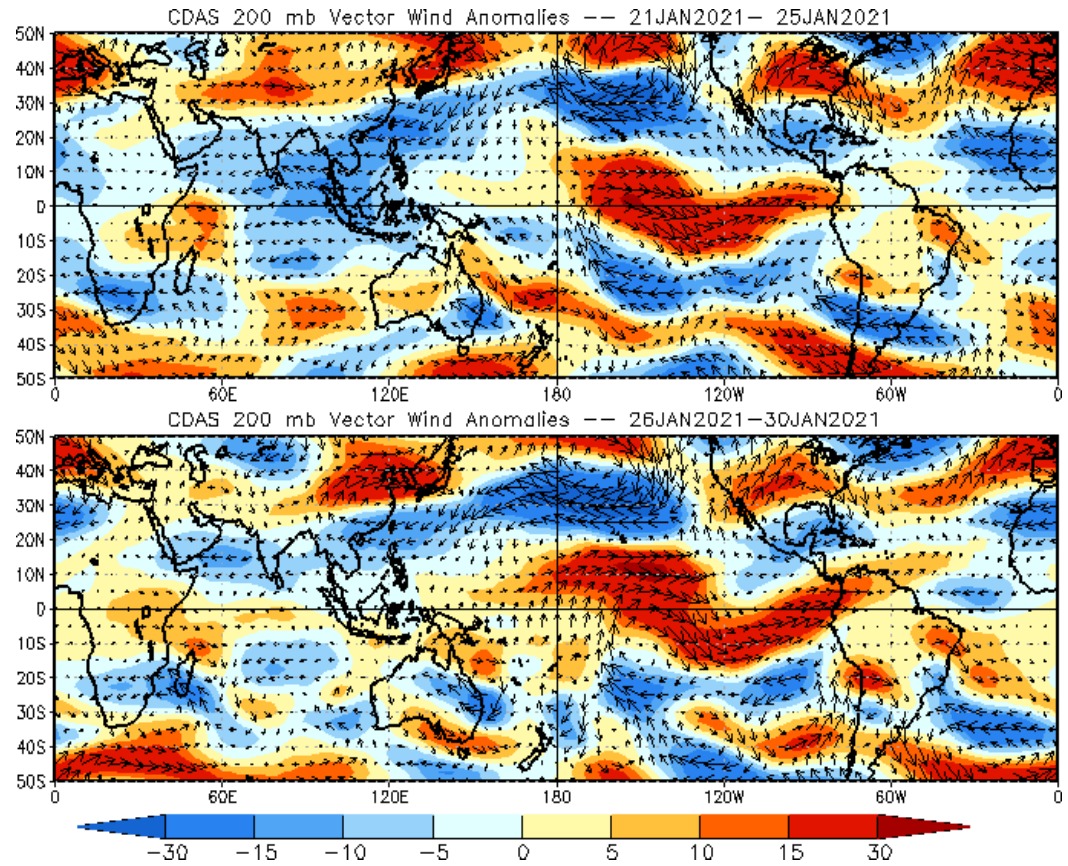 CDAS 200 mb Vector Wind Anomalies -- 21JAN2021- 25JAN2021
50N
40N
30N
20N
10N
0
10S
20S
30S
40S
50S
0 60E 120E 180 120W 60W 0
CDAS 200 mb Vector Wind Anomalies -- 26JAN2021-30JAN2021
50N
40N
30N
20N
10N
0
10S
20S
30S
40S
50S
0 60E 120E 180 120W 60W 0
-30 -15 -10 -5 0 5 10 15 30